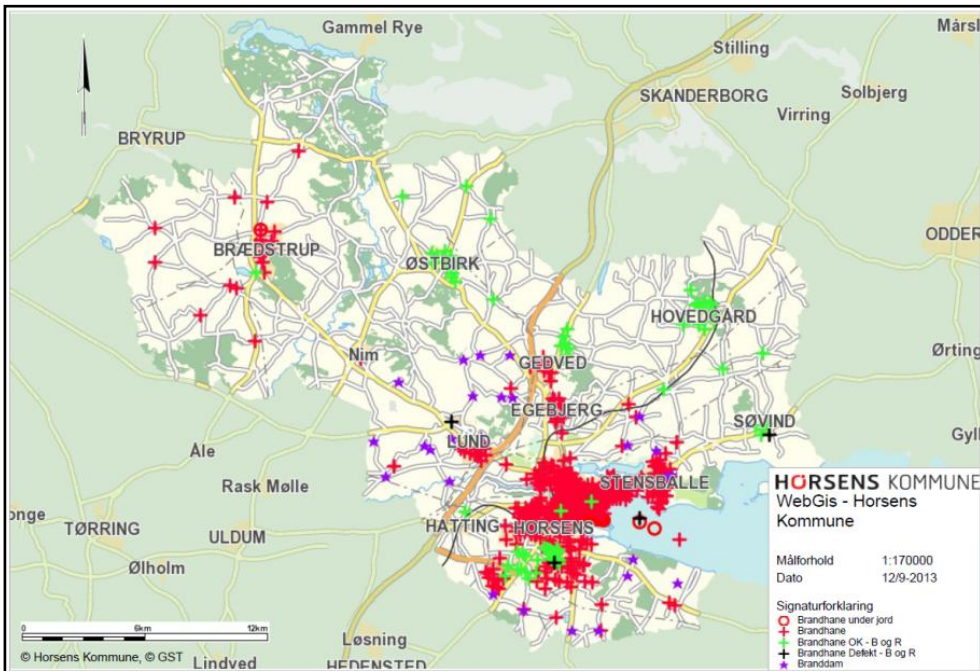 Gammel Rye
Mårsl
Stilling
SKANDERBORG
Solbjerg
Virring
BRYRUP
ODDER
BRÆDSTRUP
ØSTBIRK
HOVEDGÅRD
Nim
GEDVED
Ørting
EGEBJERG
SØVIND
Gyll
LUND
Åle
Rask Mølle
STENSBALLE
onge
TØRRING
ULDUM
HATTING
HORSENS
Ølholm
Løsning
Lindved
HEDENSTED
6km
12km
© Horsens Kommune, © GST
HORSENS KOMMUNE
WebGis - Horsens
Kommune
Målforhold 1:170000
Dato 12/9-2013
Signaturforklaring
Brandhane under jord
Brandhane
Brandhane OK - B og R
Brandhane Defekt - B og R
Branddam